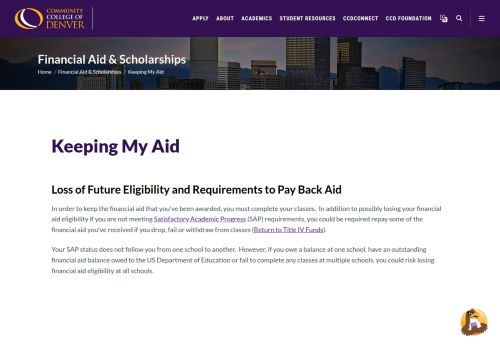 COMMUNITY
COLLEGE OF
DENVER
APPLY ABOUT ACADEMICS STUDENT RESOURCES CCDCONNECT CCD FOUNDATION
Financial Aid & Scholarships
Home / Financial Aid & Scholarships / Keeping My Aid
Keeping My Aid
Loss of Future Eligibility and Requirements to Pay Back Aid
In order to keep the financial aid that you've been awarded, you must complete your classes. In addition to possibly losing your financial
aid eligibility if you are not meeting Satisfactory Academic Progress (SAP) requirements, you could be required repay some of the
financial aid you've received if you drop, fail or withdraw from classes (Return to Title IV Funds).
Your SAP status does not follow you from one school to another. However, if you owe a balance at one school, have an outstanding
financial aid balance owed to the US Department of Education or fail to complete any classes at multiple schools, you could risk losing
financial aid eligibility at all schools.